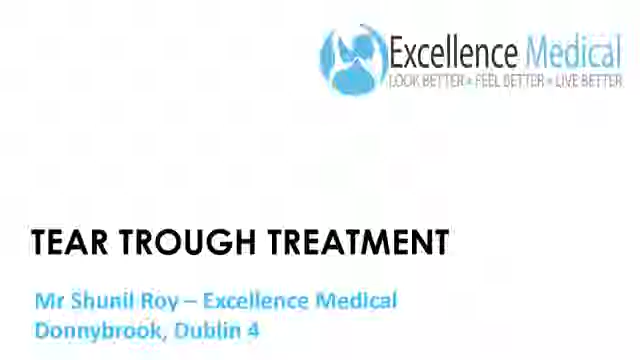 Excellence Medical
LOOK BETTER • FEEL BETTER • LIVE BETTER
TEAR TROUGH TREATMENT
Mr Shunil Roy – Excellence Medical
Donnybrook, Dublin 4